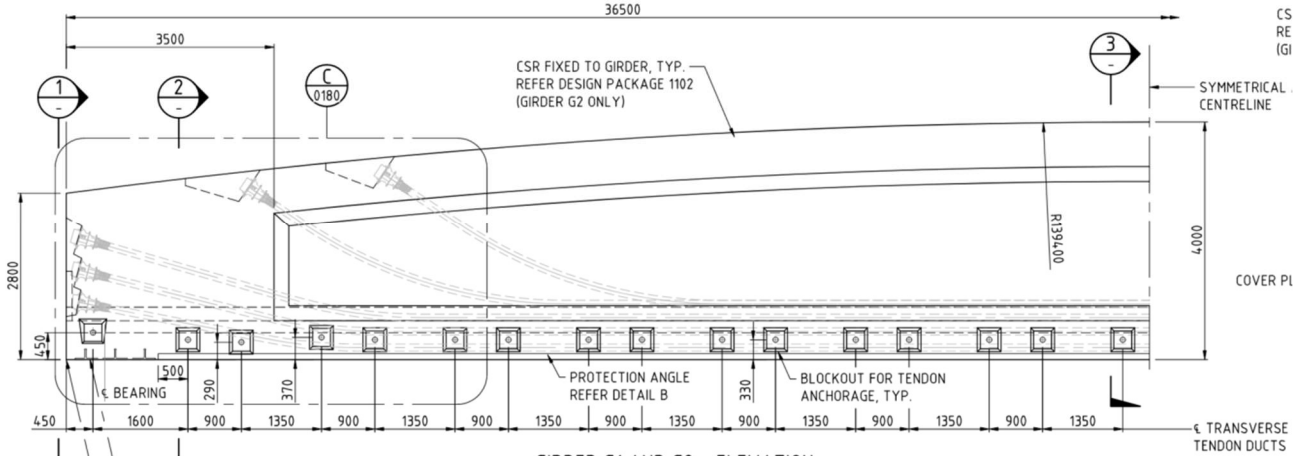 36500
CS
RE
(GI
3500
1
-
2
-
C
0180
CSR FIXED TO GIRDER, TYP.
REFER DESIGN PACKAGE 1102
(GIRDER G2 ONLY)
3
-
SYMMETRICAL
CENTRELINE
2800
R139400
4000
COVER PL
450
500
℄ BEARING
290
370
PROTECTION ANGLE
REFER DETAIL B
330
BLOCKOUT FOR TENDON
ANCHORAGE, TYP.
450 1600 900 1350 900 1350 900 1350 900 1350 900 1350 900 1350 900 1350
℄ TRANSVERSE
TENDON DUCTS